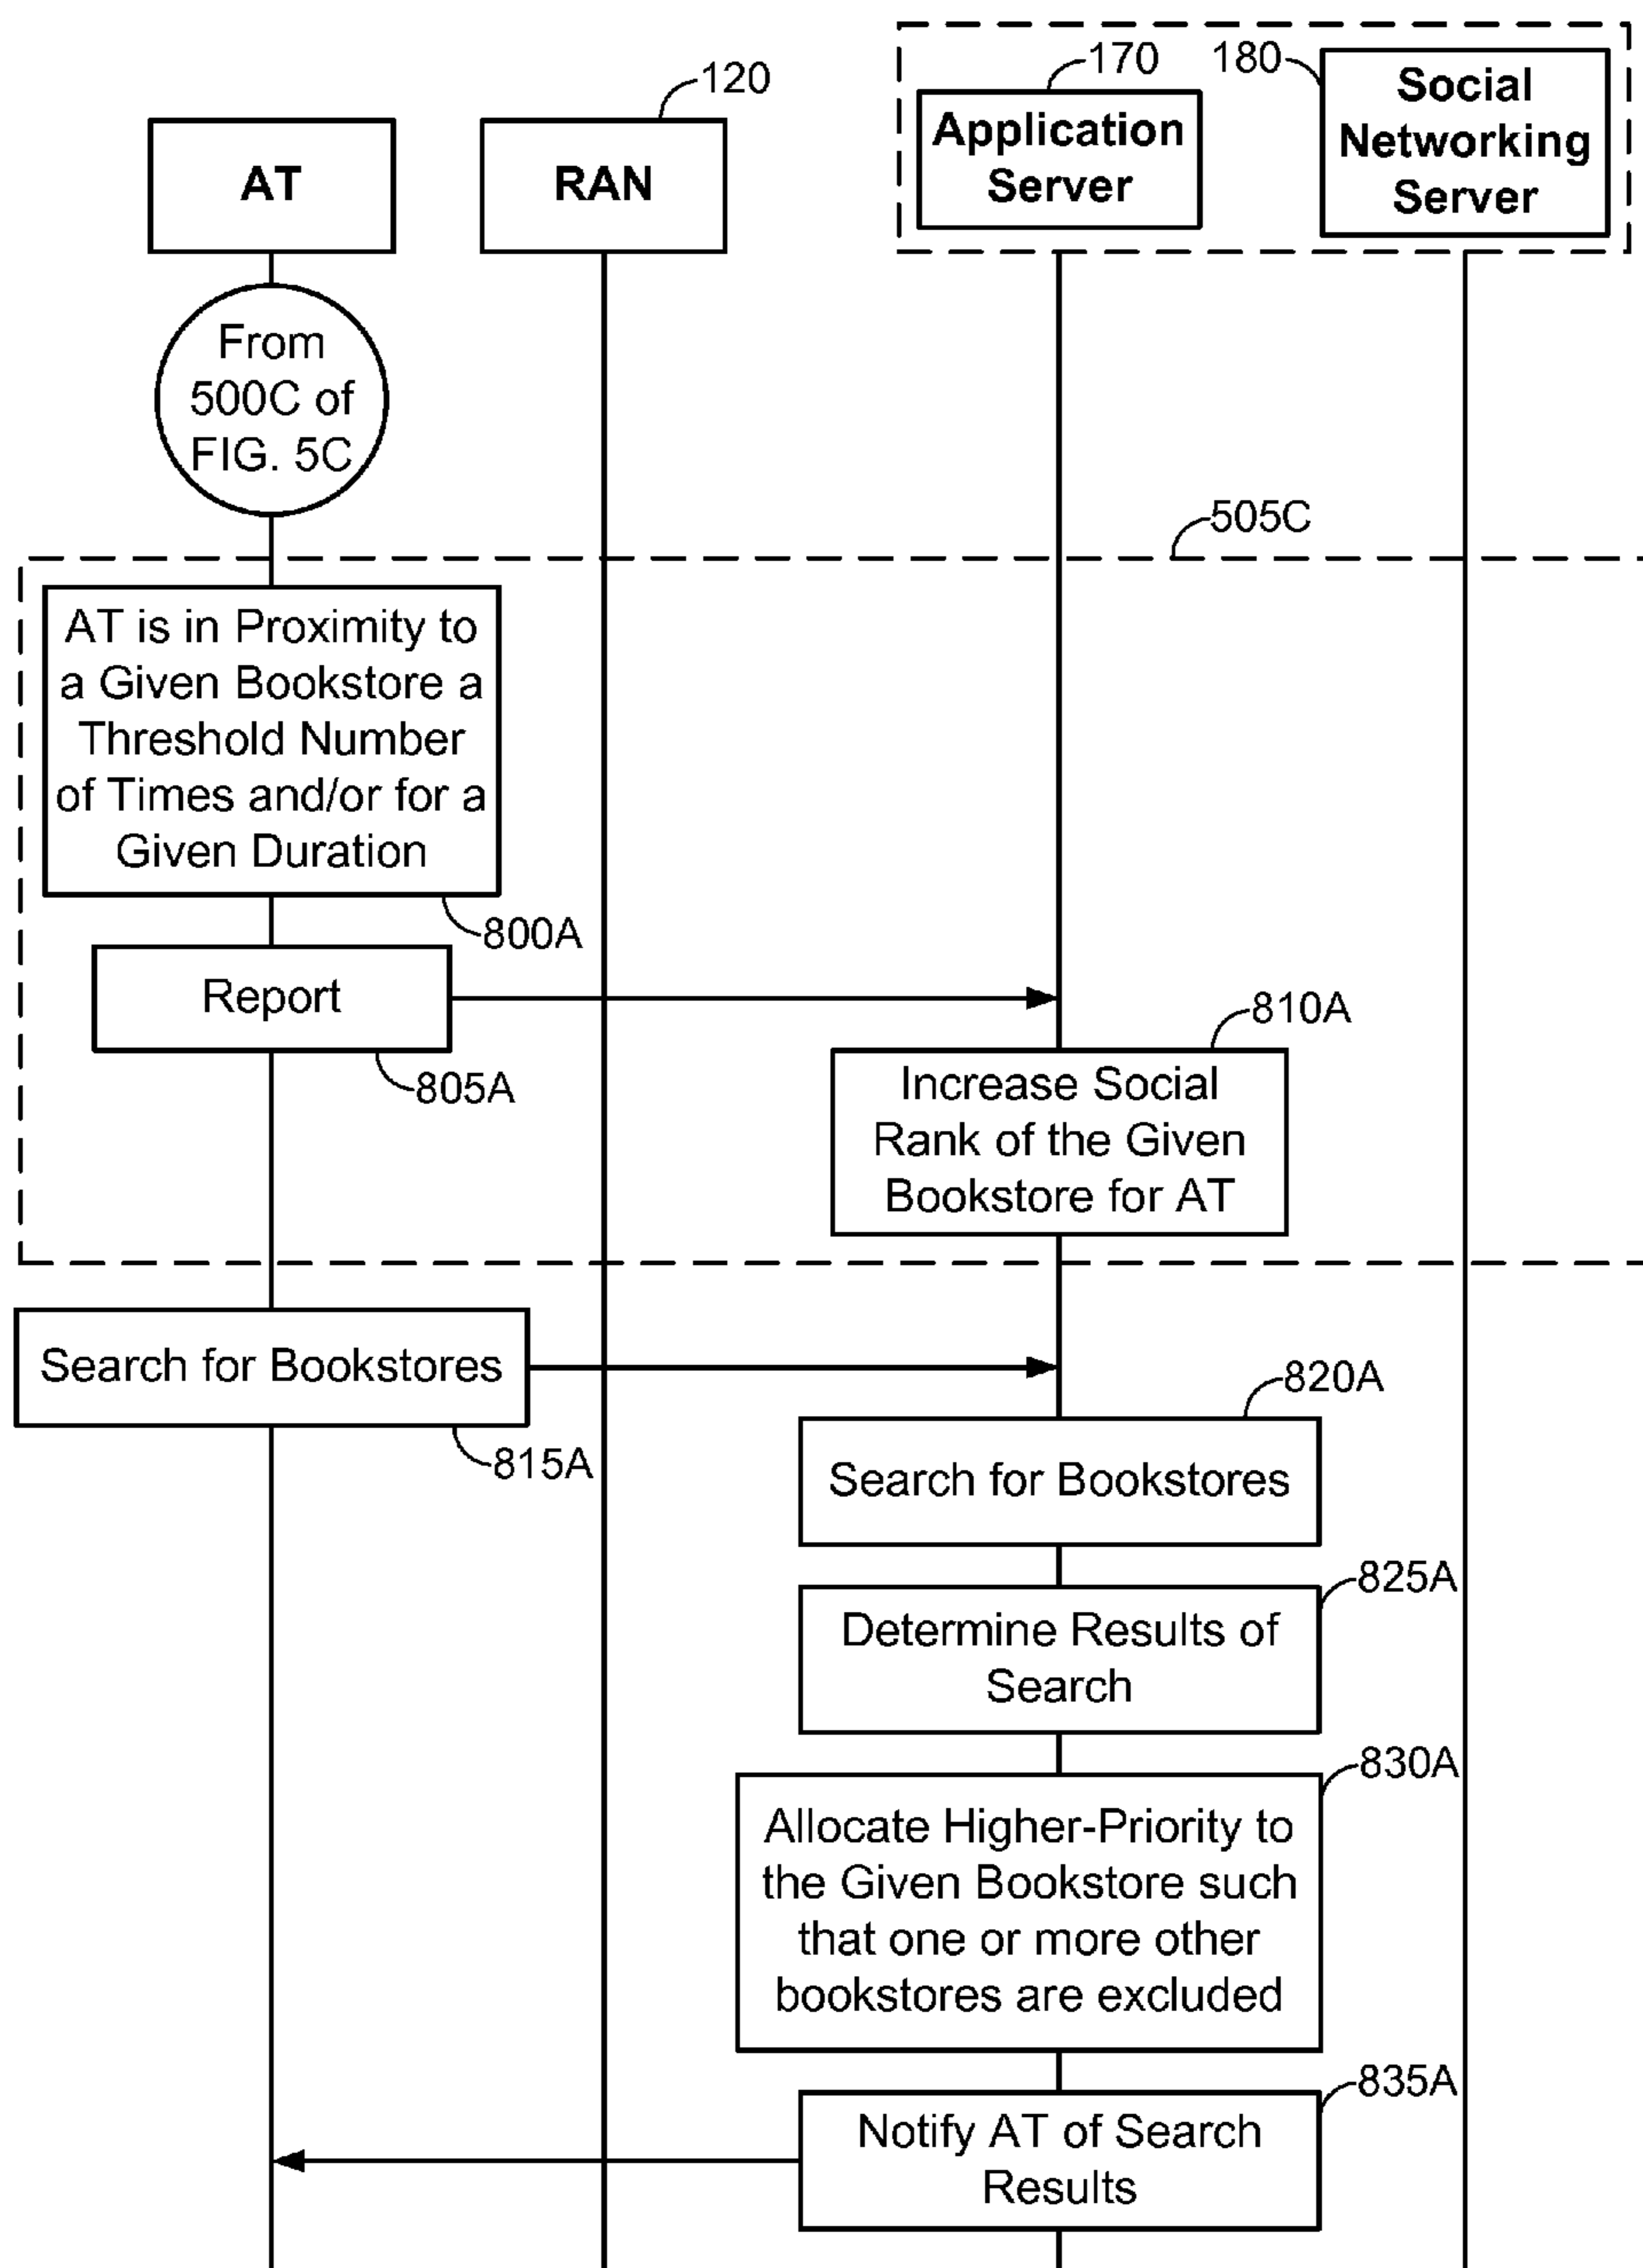 120
170
180
AT
RAN
Application
Server
Social
Networking
Server
From
500C of
FIG. 5C
505C
AT is in Proximity to
a Given Bookstore a
Threshold Number
of Times and/or for a
Given Duration
800A
Report
805A
810A
Increase Social
Rank of the Given
Bookstore for AT
Search for Bookstores
815A
820A
Search for Bookstores
825A
Determine Results of
Search
830A
Allocate Higher-Priority to
the Given Bookstore such
that one or more other
bookstores are excluded
835A
Notify AT of Search
Results